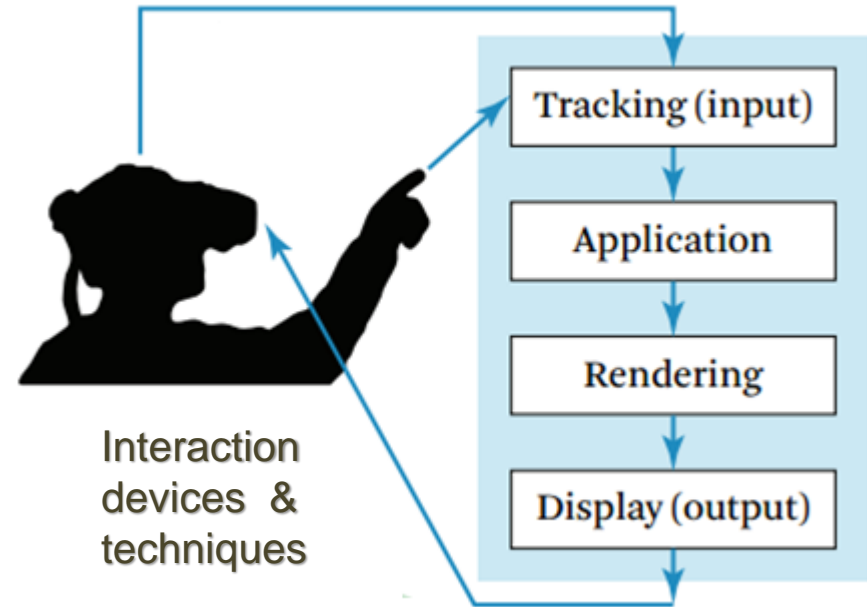 Tracking (input)
Application
Rendering
Display (output)
Interaction
devices &
techniques